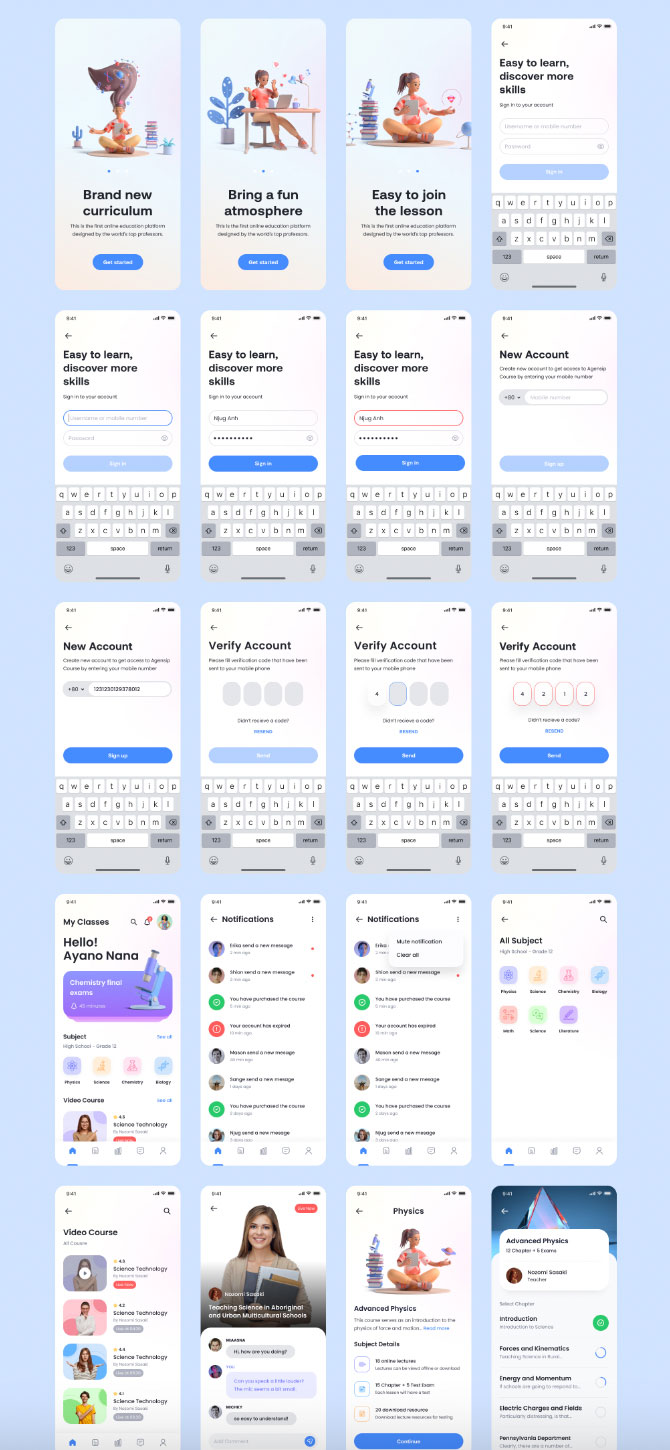 Brand new
curriculum
This is the first online education platform
designed by the world's top professors.
Get started
Bring a fun
atmosphere
This is the first online education platform
designed by the world's top professors.
Get started
Easy to join
the lesson
This is the first online education platform
designed by the world's top professors.
Get started
9:41
Easy to learn,
discover more
skills
Sign in to your account
Username or mobile number
Password
Sign in
q w e r t y u i o p
a s d f g h j k l
z x c v b n m
123 space return
9:41
Easy to learn,
discover more
skills
Sign in to your account
Username or mobile number
Password
Sign in
q w e r t y u i o p
a s d f g h j k l
z x c v b n m
123 space return
9:41
Easy to learn,
discover more
skills
Sign in to your account
Njug Anh
Sign in
q w e r t y u i o p
a s d f g h j k l
z x c v b n m
123 space return
9:41
Easy to learn,
discover more
skills
Sign in to your account
Njug Anh
Sign in
q w e r t y u i o p
a s d f g h j k l
z x c v b n m
123 space return
9:41
New Account
Create new account to get access to Agensip
Course by entering your mobile number
+80 Mobile number
Sign up
q w e r t y u i o p
a s d f g h j k l
z x c v b n m
123 space return
9:41
New Account
Create new account to get access to Agensip
Course by entering your mobile number
+80
Sign up
q w e r t y u i o p
a s d f g h j k l
z x c v b n m
123 space return
9:41
Verify Account
Please fill verification code that have been
sent to your mobile phone
Didn't recieve a code?
RESEND
Send
q w e r t y u i o p
a s d f g h j k l
z x c v b n m
123 space return
9:41
Verify Account
Please fill verification code that have been
sent to your mobile phone
4
Didn't recieve a code?
RESEND
Send
q w e r t y u i o p
a s d f g h j k l
z x c v b n m
123 space return
9:41
Verify Account
Please fill verification code that have been
sent to your mobile phone
4 2 1 2
Didn't recieve a code?
RESEND
Send
q w e r t y u i o p
a s d f g h j k l
z x c v b n m
123 space return
9:41
My Classes
Hello!
Ayano Nana
Chemistry final
exams
45 minutes
Subject See all
High School - Grade 12
Physics Science Chemistry Biology
Video Course See all
4.6
Science Technology
By Nozomi Sasaki
9:41
Notifications
Erika send a new message
2 min ago
Shion send a new message
2 min ago
You have purchased the course
5 min ago
Your account has expired
10 min ago
Mason send a new message
40 min ago
Sange send a new message
1 days ago
You have purchased the course
2 days ago
Njug send a new message
3 days ago
9:41
Notifications
Mute notification
Clear all
Erika
2 min ago
Shion send a new message
2 min ago
You have purchased the course
5 min ago
Your account has expired
10 min ago
Mason send a new message
40 min ago
Sange send a new message
1 days ago
You have purchased the course
2 days ago
Njug send a new message
3 days ago
9:41
All Subject
High School - Grade 12
Physics Science Chemistry Biology
Math Science Literature
9:41
Video Course
All Course
4.9
Science Technology
By Nozomi Sasaki
Live now
4.2
Science Technology
By Nozomi Sasaki
4.4
Science Technology
By Nozomi Sasaki
4.1
Science Technology
By Nozomi Sasaki
9:41
Live now
Nozomi Sasaki
Teaching Science in Aboriginal
and Urban Multicultural Schools
MIAASHA
Hi, how are you doing?
YOU
Can you speak a little louder?
The mic seems a bit small.
MICKEY
so easy to understand!
Add Comment
9:41
Physics
Advanced Physics
This course serves as an introduction to the
physics of force and motion... Read more
Subject Details
18 online lectures
Lectures can be viewed offline or download
15 Chapter + 5 Test Exam
Each lesson will have a test
20 download resource
Download lecture resources for testing
Continue
9:41
Advanced Physics
12 Chapter + 5 Exams
Nozomi Sasaki
Teacher
Select Chapter
Introduction
Introduction to Science
Forces and Kinematics
Teaching Science in Rural...
Energy and Momentum
If schools are going to respond to...
Electric Charges and Fields
Particularly distressing, is that...
Pennsylvania Department
Clearly, there are a number of...